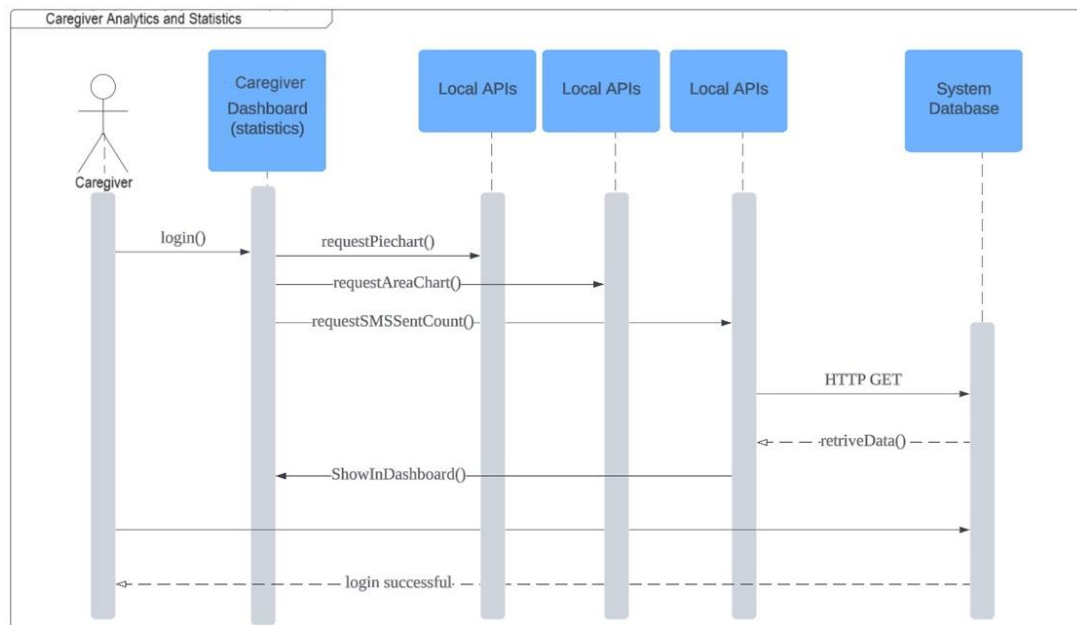 Caregiver Analytics and Statistics
Caregiver
Dashboard
(statistics)
Local APIs
Local APIs
Local APIs
System
Database
Caregiver
login()
requestPiechart()
requestAreaChart()
requestSMSSentCount()
HTTP GET
retriveData()
ShowInDashboard()
login successful